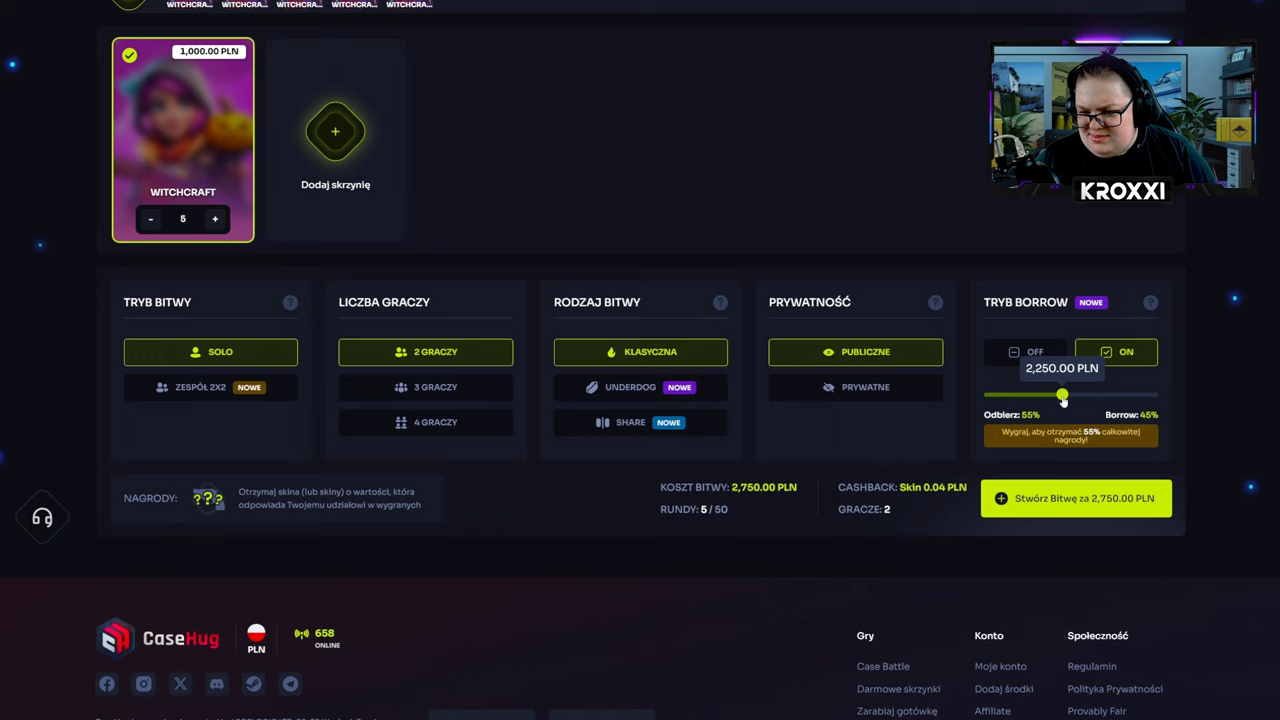 WITCHCRA... WITCHCRA... WITCHCRA... WITCHCRA... WITCHCRA...
1,000.00 PLN
WITCHCRAFT
- 5 +
+
Dodaj skrzynię
KROXXI
TRYB BITWY ?
SOLO
ZESPÓŁ 2X2 NOWE
LICZBA GRACZY
2 GRACZY
3 GRACZY
4 GRACZY
RODZAJ BITWY ?
KLASYCZNA
UNDERDOG NOWE
SHARE NOWE
PRYWATNOŚĆ ?
PUBLICZNE
PRYWATNE
TRYB BORROW NOWE ?
OFF ON
2,250.00 PLN
Odbierz: 55% Borrow: 45%
Wygraj, aby otrzymać 55% całkowitej
nagrody!
NAGRODY: ???
Otrzymaj skina (lub skiny) o wartości, która
odpowiada Twojemu udziałowi w wygranych
KOSZT BITWY: 2,750.00 PLN
RUNDY: 5 / 50
CASHBACK: Skin 0.04 PLN
GRACZE: 2
Stwórz Bitwę za 2,750.00 PLN
CaseHug
PLN
658
ONLINE
Gry
Case Battle
Darmowe skrzynki
Zarabiaj gotówkę
Konto
Moje konto
Dodaj środki
Affiliate
Społeczność
Regulamin
Polityka Prywatności
Provably Fair